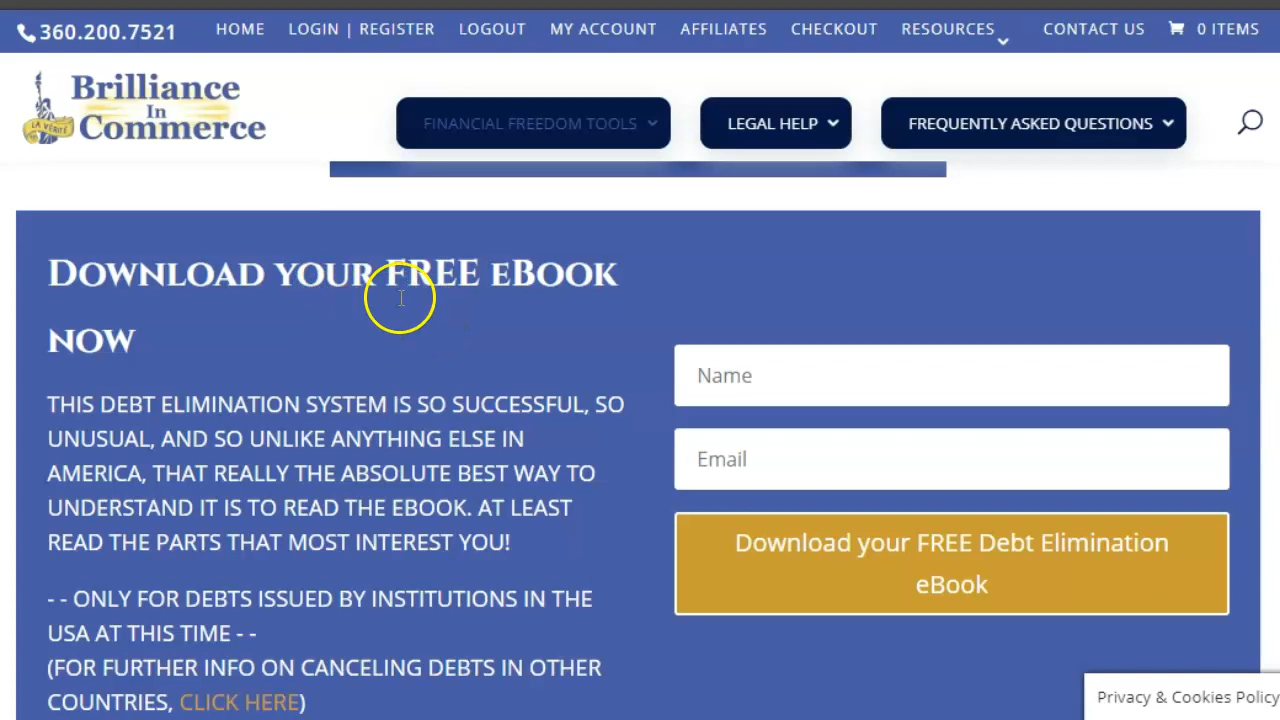 360.200.7521 HOME LOGIN | REGISTER LOGOUT MY ACCOUNT AFFILIATES CHECKOUT RESOURCES CONTACT US 0 ITEMS
Brilliance
In
Commerce
LA VÉRITÉ
FINANCIAL FREEDOM TOOLS LEGAL HELP FREQUENTLY ASKED QUESTIONS
Download your FREE eBook
now
THIS DEBT ELIMINATION SYSTEM IS SO SUCCESSFUL, SO
UNUSUAL, AND SO UNLIKE ANYTHING ELSE IN
AMERICA, THAT REALLY THE ABSOLUTE BEST WAY TO
UNDERSTAND IT IS TO READ THE EBOOK. AT LEAST
READ THE PARTS THAT MOST INTEREST YOU!
- - ONLY FOR DEBTS ISSUED BY INSTITUTIONS IN THE
USA AT THIS TIME - -
(FOR FURTHER INFO ON CANCELING DEBTS IN OTHER
COUNTRIES, CLICK HERE)
Name
Email
Download your FREE Debt Elimination
eBook
Privacy & Cookies Policy